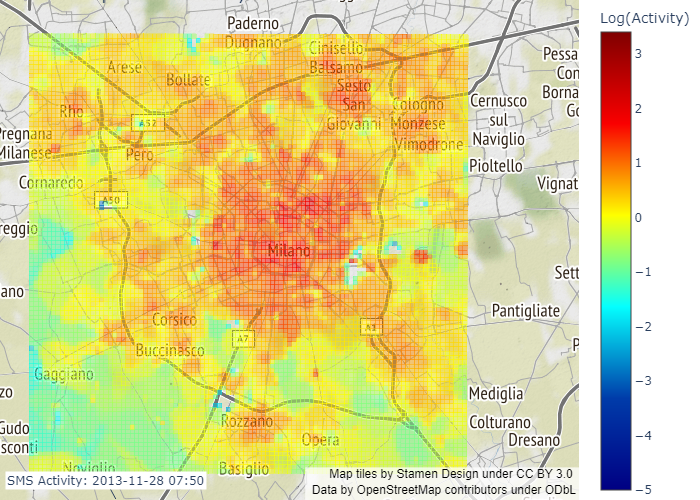 Log(Activity)
3
2
1
0
−1
−2
−3
−4
−5
Paderno
Dugnano
Cinisello
Balsamo
Pessa
Con
Borna
Arese
Bollate
Sesto
San
Giovanni
Cologno
Monzese
Cernusco
sul
Naviglio
Rho
A52
Pregnana
Milanese
Pero
Vimodrone
Pioltello
Cornaredo
Vignat
A50
reggio
Milano
Sett
ano
Corsico
Pantigliate
A7
A1
Buccinasco
Gaggiano
zo
Mediglia
Rozzano
Colturano
Gudo
sconti
Opera
Dresano
Noviglio
Basiglio
SMS Activity: 2013-11-28 07:50
Map tiles by Stamen Design under CC BY 3.0
Data by OpenStreetMap contributors under ODbL